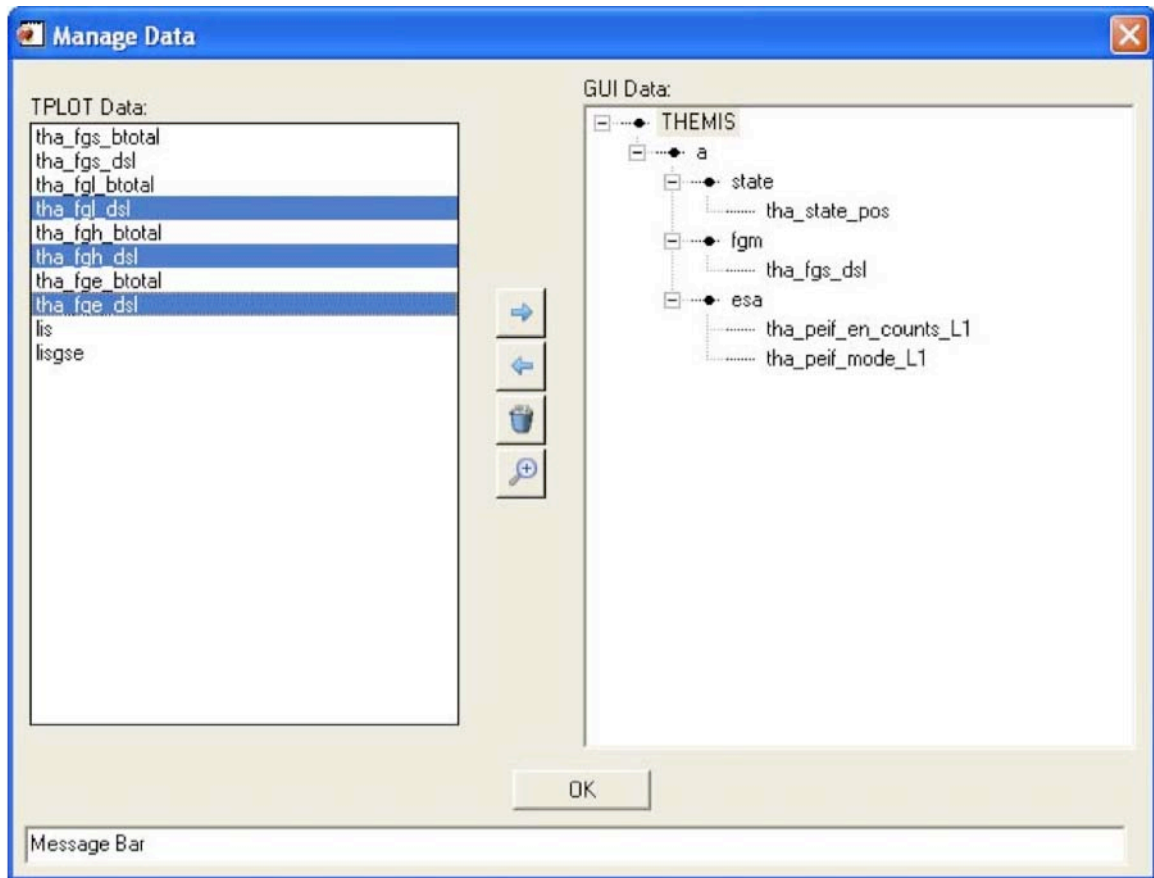 Manage Data
TPLOT Data:
tha_fgs_btotal
tha_fgs_dsl
tha_fgl_btotal
tha_fgl_dsl
tha_fgh_btotal
tha_fgh_dsl
tha_fge_btotal
tha_fge_dsl
lis
lisgse
GUI Data:
THEMIS
a
state
tha_state_pos
fgm
tha_fgs_dsl
esa
tha_peif_en_counts_L1
tha_peif_mode_L1
OK
Message Bar